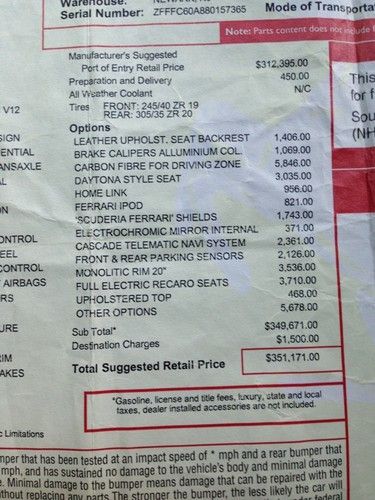 Warehouse:
Serial Number: ZFFFC60A880157365
Mode of Transporta
Note: Parts content does not include f
Manufacturer's Suggested
Port of Entry Retail Price $312,395.00
Preparation and Delivery 450.00
All Weather Coolant N/C
Tires FRONT: 245/40 ZR 19
REAR: 305/35 ZR 20
Options
LEATHER UPHOLST. SEAT BACKREST 1,406.00
BRAKE CALIPERS ALLUMINIUM COL. 1,069.00
CARBON FIBRE FOR DRIVING ZONE 5,846.00
DAYTONA STYLE SEAT 3,035.00
HOME LINK 956.00
FERRARI IPOD 821.00
'SCUDERIA FERRARI' SHIELDS 1,743.00
ELECTROCHROMIC MIRROR INTERNAL 371.00
CASCADE TELEMATIC NAVI SYSTEM 2,361.00
FRONT & REAR PARKING SENSORS 2,126.00
MONOLITIC RIM 20" 3,536.00
FULL ELECTRIC RECARO SEATS 3,710.00
UPHOLSTERED TOP 468.00
OTHER OPTIONS 5,678.00
Sub Total* $349,671.00
Destination Charges $1,500.00
Total Suggested Retail Price $351,171.00
*Gasoline, license and title fees, luxury, state and local
taxes, dealer installed accessories are not included.
V12
SIGN
ENTIAL
ANSAXLE
AL
ON
ONTROL
EEL
CONTROL
AIRBAGS
ERS
URE
RIM
AKES
c Limitations
This
for f
Sou
(NH
mper that has been tested at an impact speed of * mph and a rear bumper that
mph, and has sustained no damage to the vehicle's body and minimal damage
e. Minimal damage to the bumper means damage that can be repaired with the
thout replacing any parts The stronger the bumper, the less likely the car will